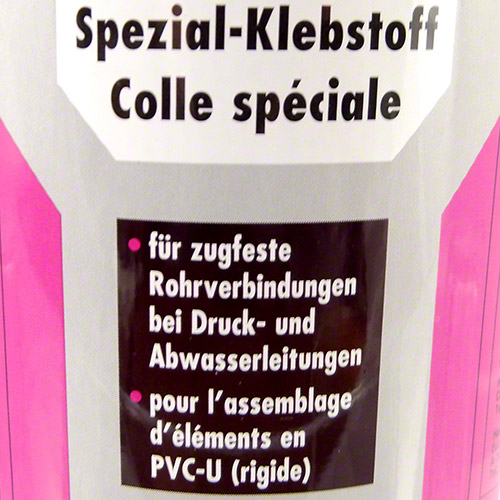 Spezial-Klebstoff
Colle spéciale
• für zugfeste
Rohrverbindungen
bei Druck- und
Abwasserleitungen
• pour l'assemblage
d'éléments en
PVC-U (rigide)